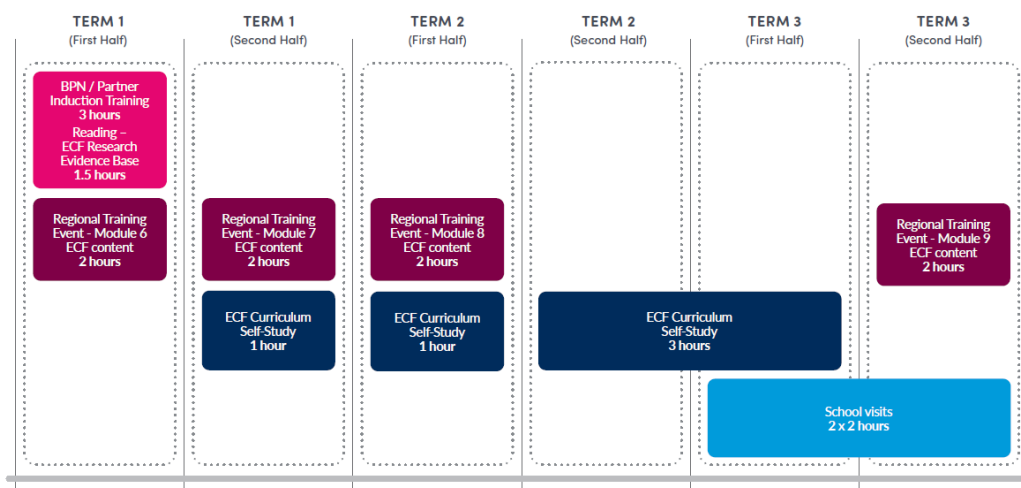 TERM 1
(First Half)
TERM 1
(Second Half)
TERM 2
(First Half)
TERM 2
(Second Half)
TERM 3
(First Half)
TERM 3
(Second Half)
BPN / Partner
Induction Training
3 hours
Reading –
ECF Research
Evidence Base
1.5 hours
Regional Training
Event - Module 6
ECF content
2 hours
Regional Training
Event - Module 7
ECF content
2 hours
Regional Training
Event - Module 8
ECF content
2 hours
Regional Training
Event - Module 9
ECF content
2 hours
ECF Curriculum
Self-Study
1 hour
ECF Curriculum
Self-Study
1 hour
ECF Curriculum
Self-Study
3 hours
School visits
2 x 2 hours